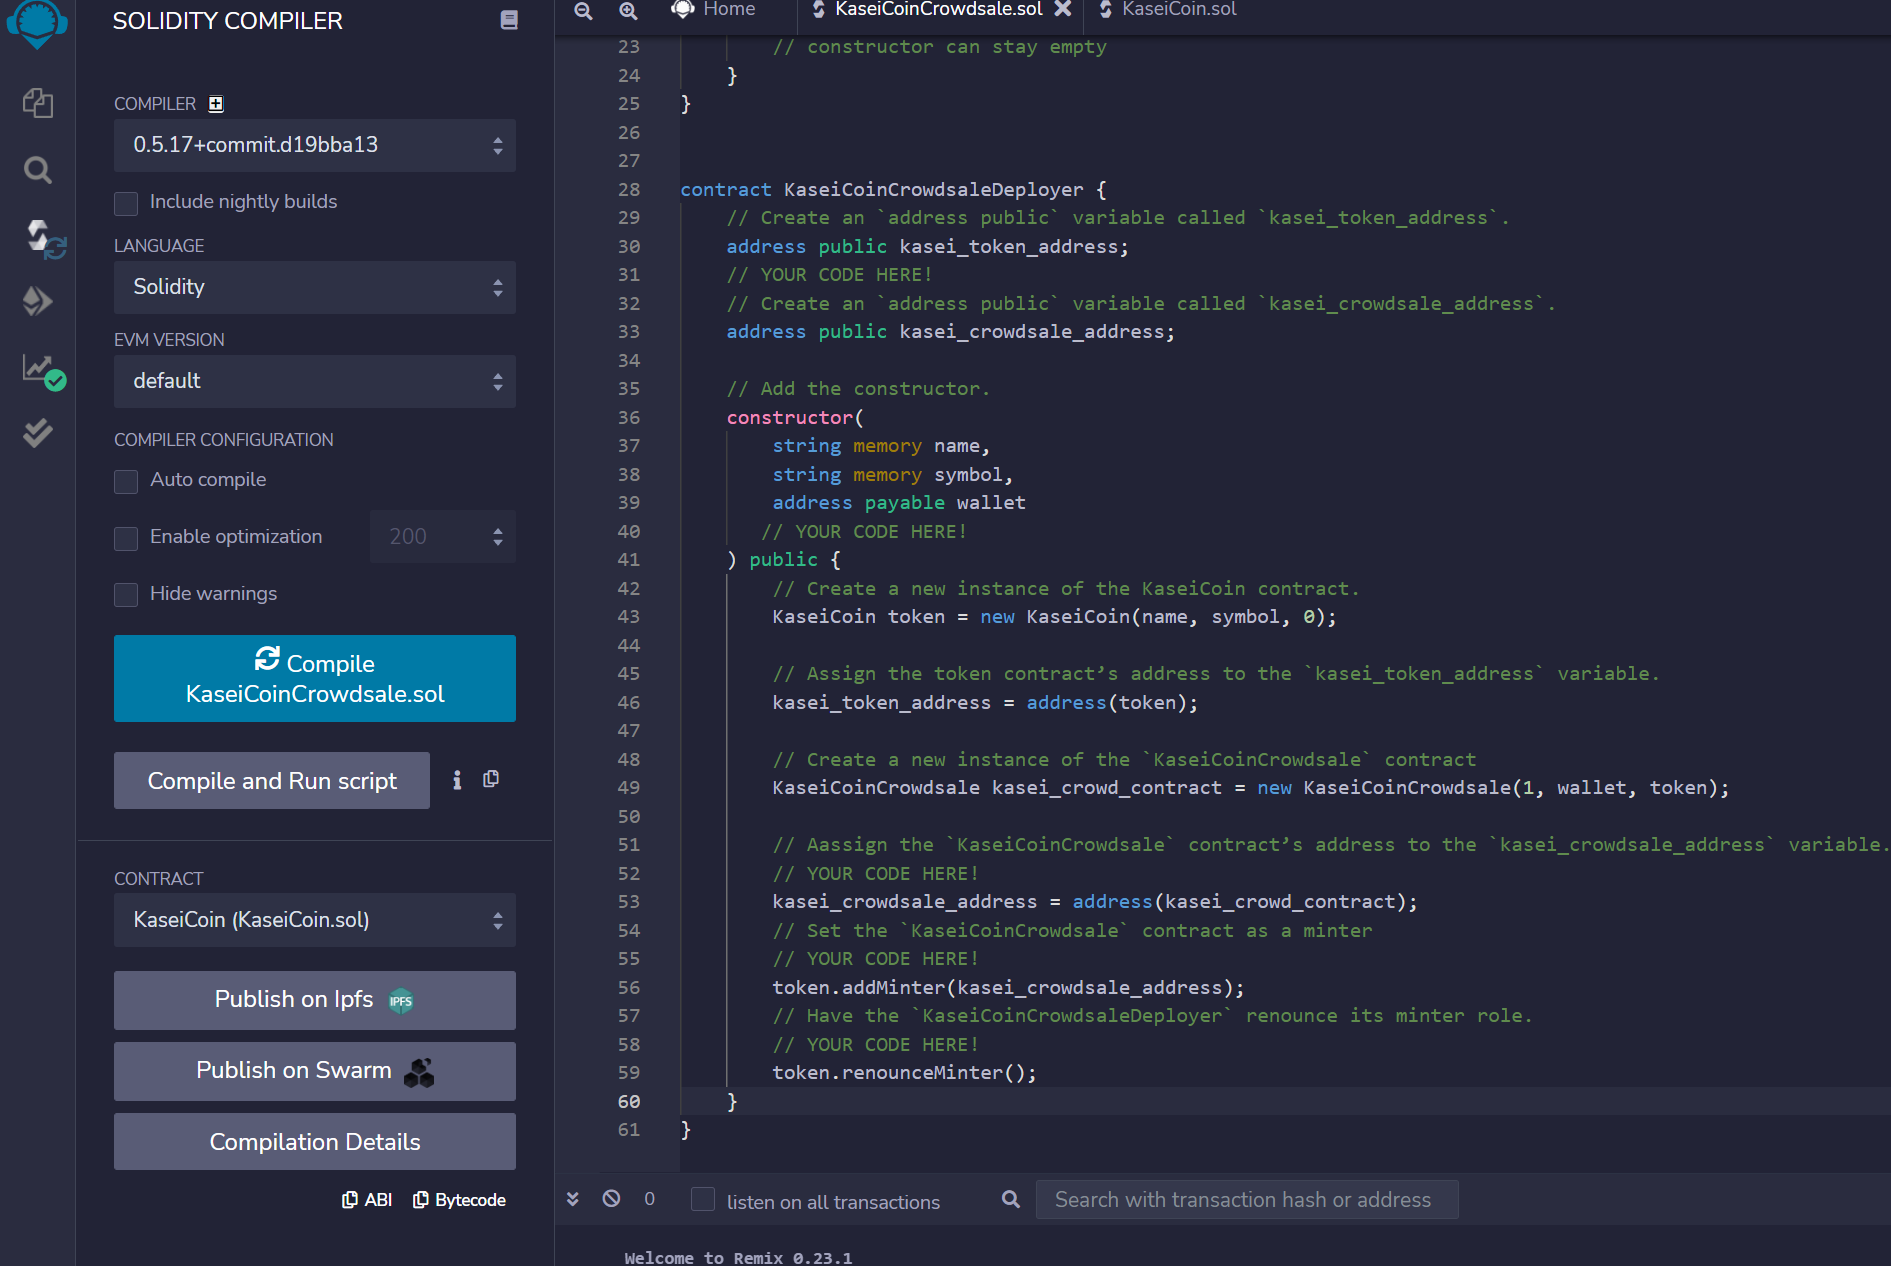 SOLIDITY COMPILER
COMPILER
0.5.17+commit.d19bba13
Include nightly builds
LANGUAGE
Solidity
EVM VERSION
default
COMPILER CONFIGURATION
Auto compile
Enable optimization
200
Hide warnings
Compile
KaseiCoinCrowdsale.sol
Compile and Run script
CONTRACT
KaseiCoin (KaseiCoin.sol)
Publish on Ipfs IPFS
Publish on Swarm
Compilation Details
ABI Bytecode
Home KaseiCoinCrowdsale.sol KaseiCoin.sol
23 // constructor can stay empty
24 }
25 }
26
27
28 contract KaseiCoinCrowdsaleDeployer {
29 // Create an `address public` variable called `kasei_token_address`.
30 address public kasei_token_address;
31 // YOUR CODE HERE!
32 // Create an `address public` variable called `kasei_crowdsale_address`.
33 address public kasei_crowdsale_address;
34
35 // Add the constructor.
36 constructor(
37 string memory name,
38 string memory symbol,
39 address payable wallet
40 // YOUR CODE HERE!
41 ) public {
42 // Create a new instance of the KaseiCoin contract.
43 KaseiCoin token = new KaseiCoin(name, symbol, 0);
44
45 // Assign the token contract’s address to the `kasei_token_address` variable.
46 kasei_token_address = address(token);
47
48 // Create a new instance of the `KaseiCoinCrowdsale` contract
49 KaseiCoinCrowdsale kasei_crowd_contract = new KaseiCoinCrowdsale(1, wallet, token);
50
51 // Aassign the `KaseiCoinCrowdsale` contract’s address to the `kasei_crowdsale_address` variable.
52 // YOUR CODE HERE!
53 kasei_crowdsale_address = address(kasei_crowd_contract);
54 // Set the `KaseiCoinCrowdsale` contract as a minter
55 // YOUR CODE HERE!
56 token.addMinter(kasei_crowdsale_address);
57 // Have the `KaseiCoinCrowdsaleDeployer` renounce its minter role.
58 // YOUR CODE HERE!
59 token.renounceMinter();
60 }
61 }
0 listen on all transactions Search with transaction hash or address
Welcome to Remix 0.23.1